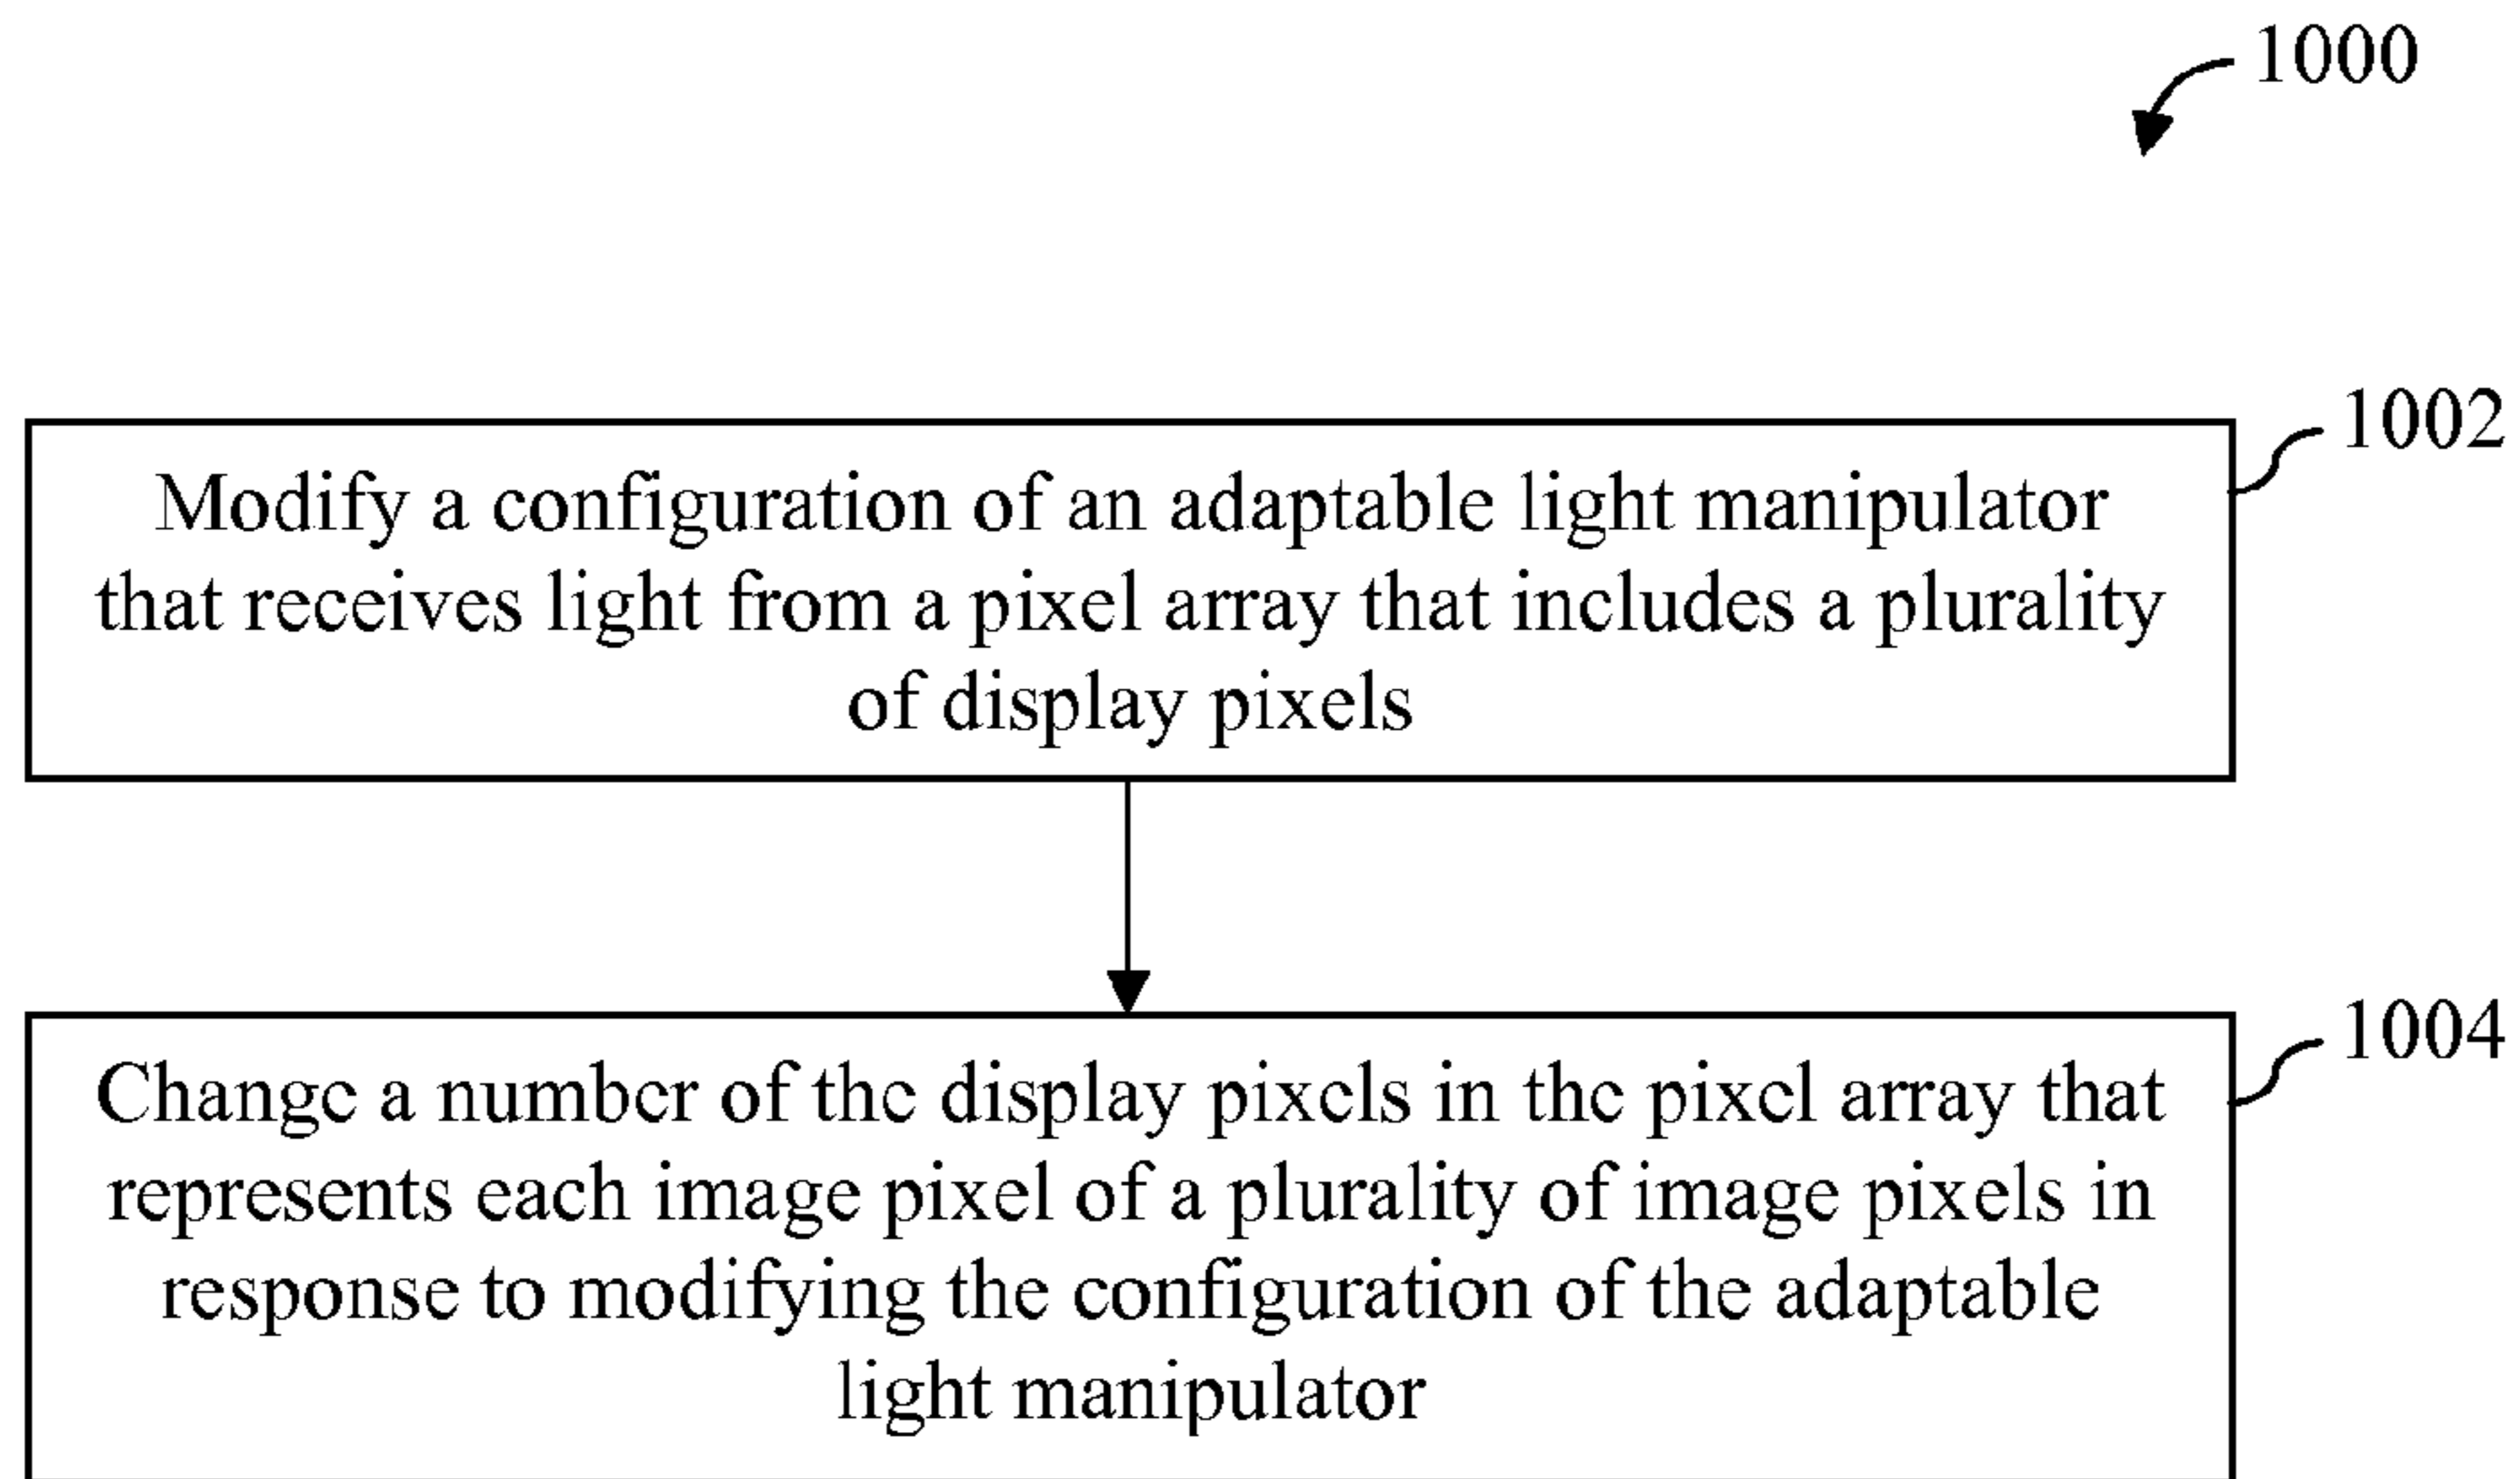 1000
1002
Modify a configuration of an adaptable light manipulator
that receives light from a pixel array that includes a plurality
of display pixels
1004
Change a number of the display pixels in the pixel array that
represents each image pixel of a plurality of image pixels in
response to modifying the configuration of the adaptable
light manipulator